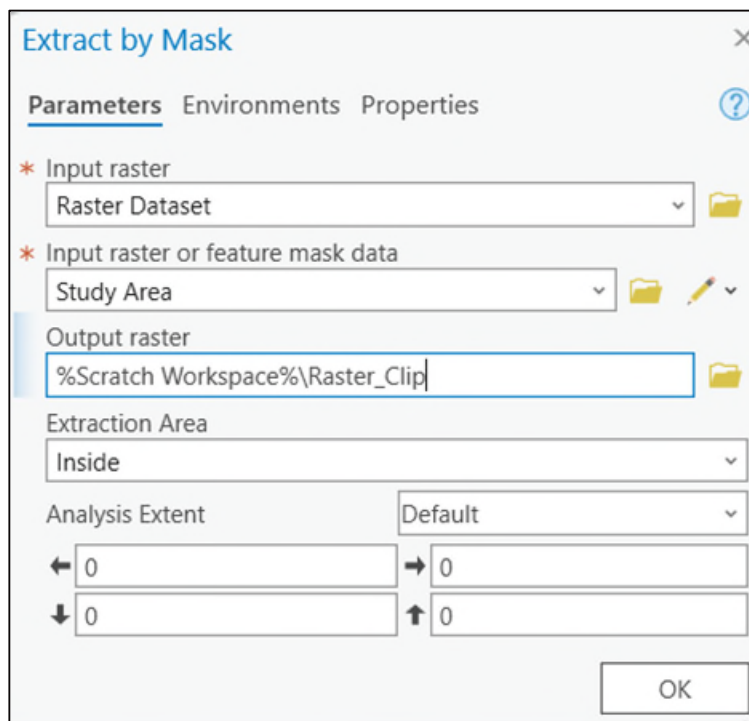 Extract by Mask
Parameters Environments Properties
* Input raster
Raster Dataset
* Input raster or feature mask data
Study Area
Output raster
%Scratch Workspace%\Raster_Clip
Extraction Area
Inside
Analysis Extent Default
0 0
0 0
OK